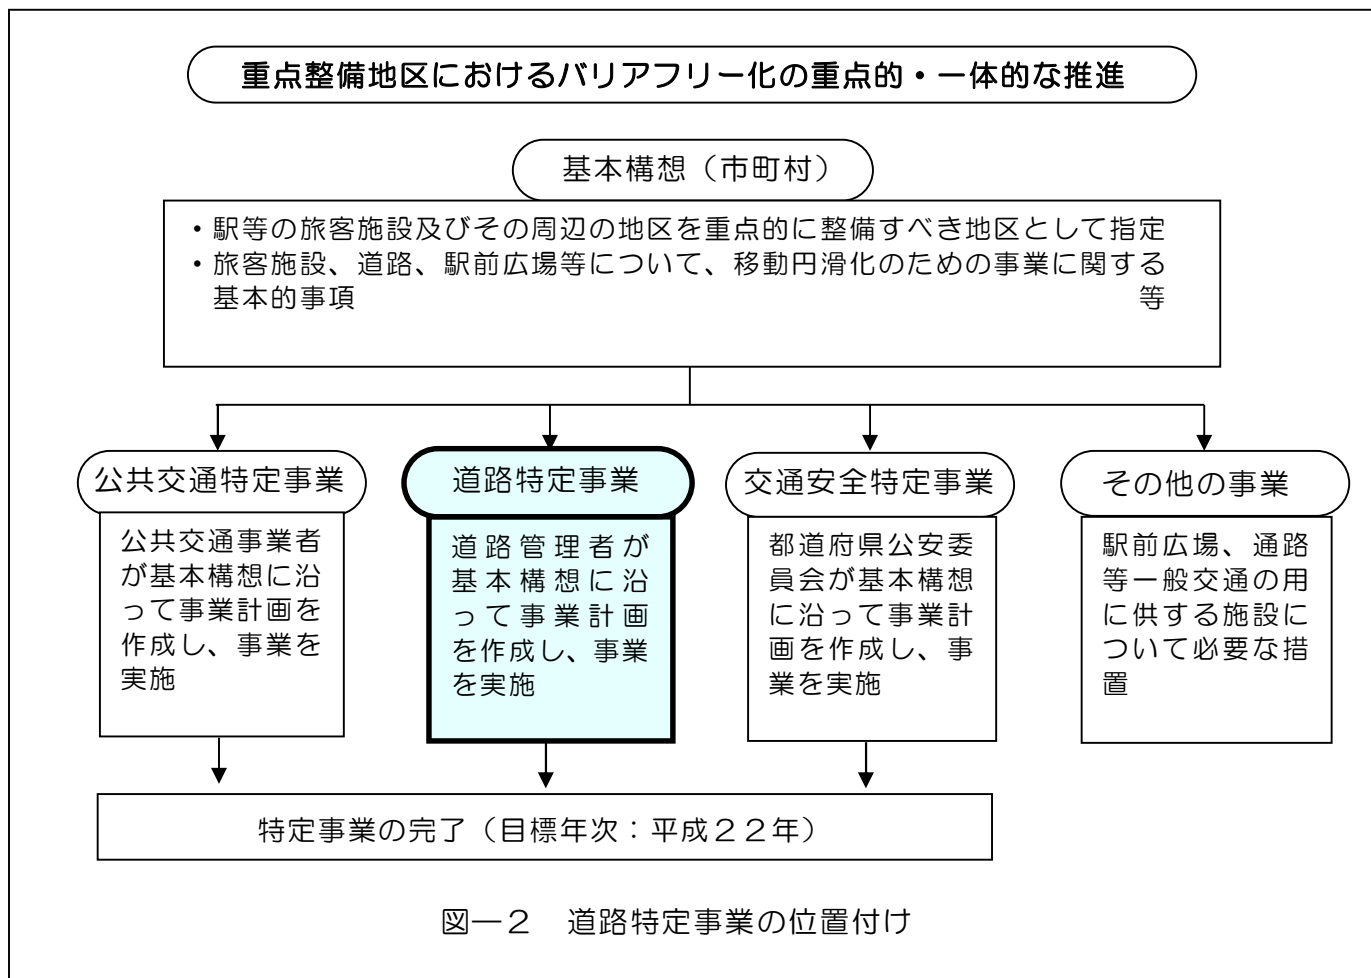 重点整備地区におけるバリアフリー化の重点的・一体的な推進
基本構想（市町村）
・駅等の旅客施設及びその周辺の地区を重点的に整備すべき地区として指定
・旅客施設、道路、駅前広場等について、移動円滑化のための事業に関する
基本的事項 等
公共交通特定事業
公共交通事業者
が基本構想に沿
って事業計画を
作成し、事業を
実施
道路特定事業
道路管理者が
基本構想に沿
って事業計画
を作成し、事業
を実施
交通安全特定事業
都道府県公安委
員会が基本構想
に沿って事業計
画を作成し、事
業を実施
その他の事業
駅前広場、通路
等一般交通の用
に供する施設に
ついて必要な措
置
特定事業の完了（目標年次：平成２２年）
図―２　道路特定事業の位置付け